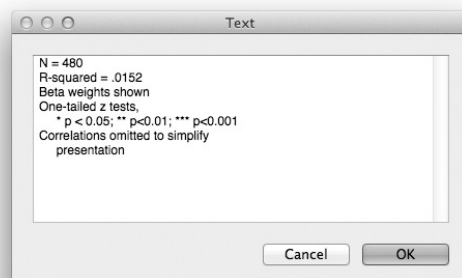 Text
N = 480
R-squared = .0152
Beta weights shown
One-tailed z tests,
* p < 0.05; ** p<0.01; *** p<0.001
Correlations omitted to simplify
presentation
Cancel
OK